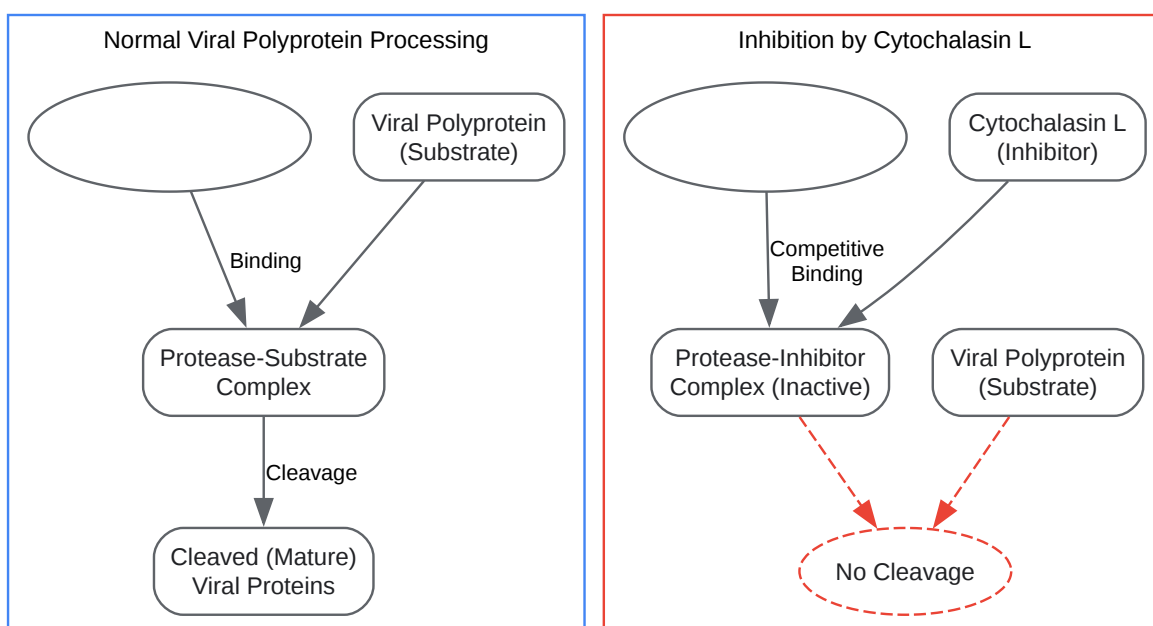 Normal Viral Polyprotein Processing
Viral Polyprotein
(Substrate)
Binding
Protease-Substrate
Complex
Cleavage
Cleaved (Mature)
Viral Proteins
Inhibition by Cytochalasin L
Cytochalasin L
(Inhibitor)
Competitive
Binding
Protease-Inhibitor
Complex (Inactive)
Viral Polyprotein
(Substrate)
No Cleavage